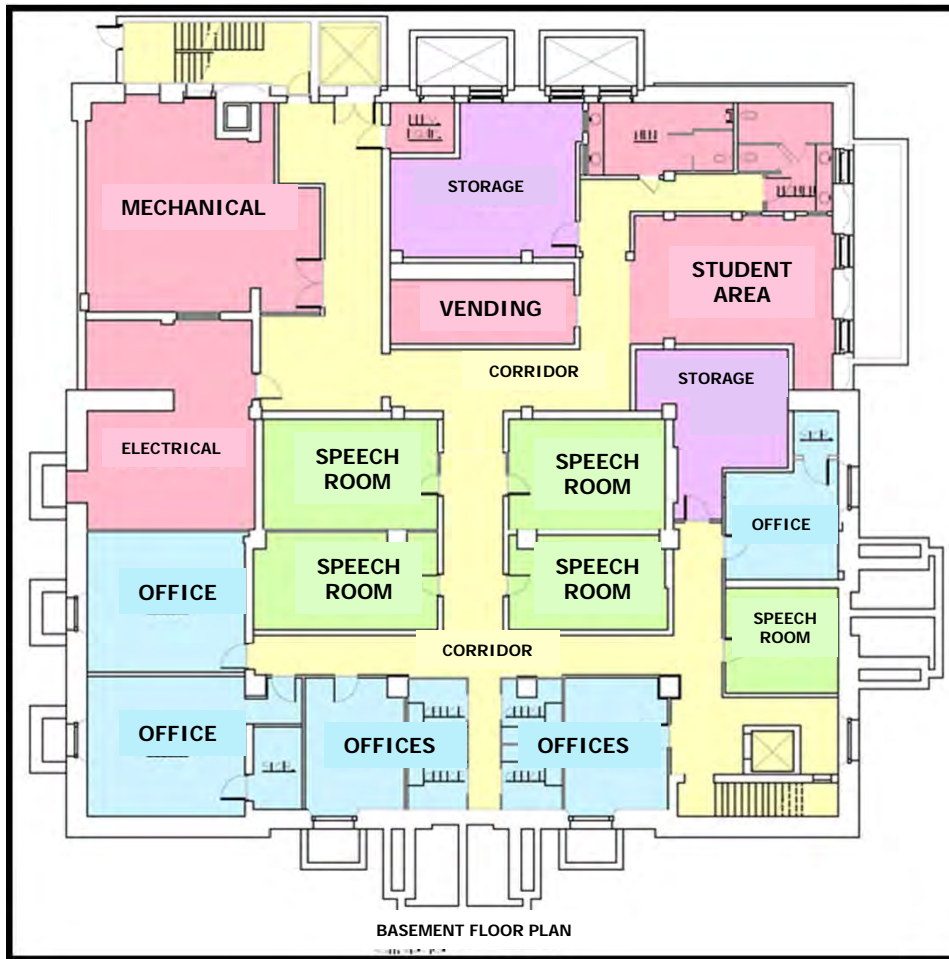 STORAGE
MECHANICAL
STUDENT
AREA
VENDING
CORRIDOR
STORAGE
ELECTRICAL
SPEECH
ROOM
SPEECH
ROOM
OFFICE
SPEECH
ROOM
SPEECH
ROOM
OFFICE
SPEECH
ROOM
CORRIDOR
OFFICE
OFFICES
OFFICES
BASEMENT FLOOR PLAN